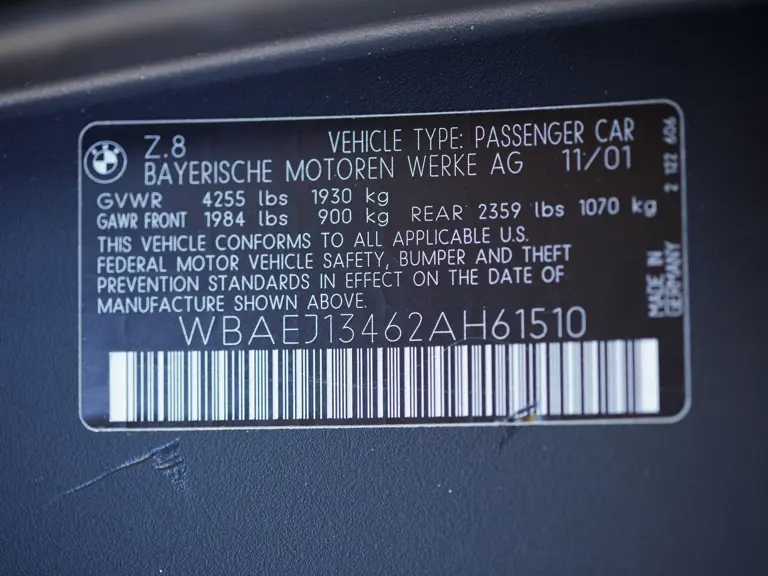 BMW
Z.8 VEHICLE TYPE: PASSENGER CAR
BAYERISCHE MOTOREN WERKE AG 11/01
GVWR 4255 lbs 1930 kg
GAWR FRONT 1984 lbs 900 kg REAR 2359 lbs 1070 kg
THIS VEHICLE CONFORMS TO ALL APPLICABLE U.S.
FEDERAL MOTOR VEHICLE SAFETY, BUMPER AND THEFT
PREVENTION STANDARDS IN EFFECT ON THE DATE OF
MANUFACTURE SHOWN ABOVE.
WBAEJ13462AH61510
2 122 606
MADE IN
GERMANY